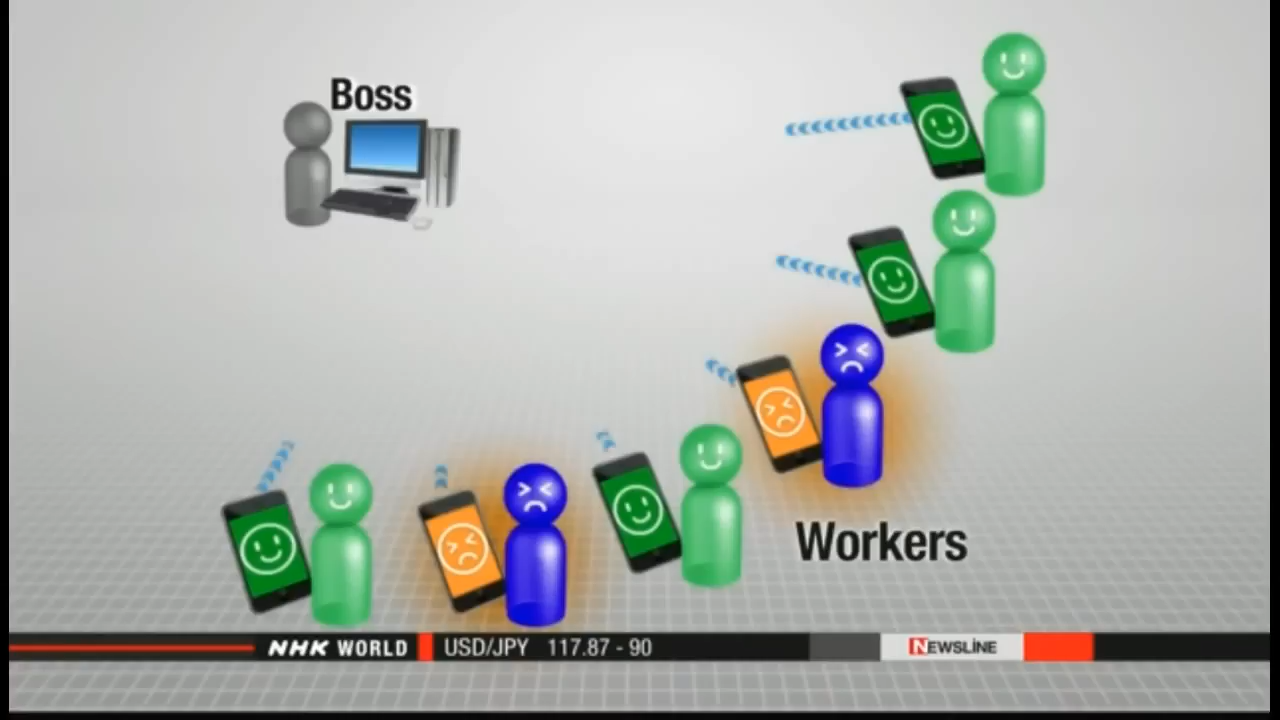 Boss
Workers
NHK WORLD
USD/JPY 117.87 - 90
NEWSLINE